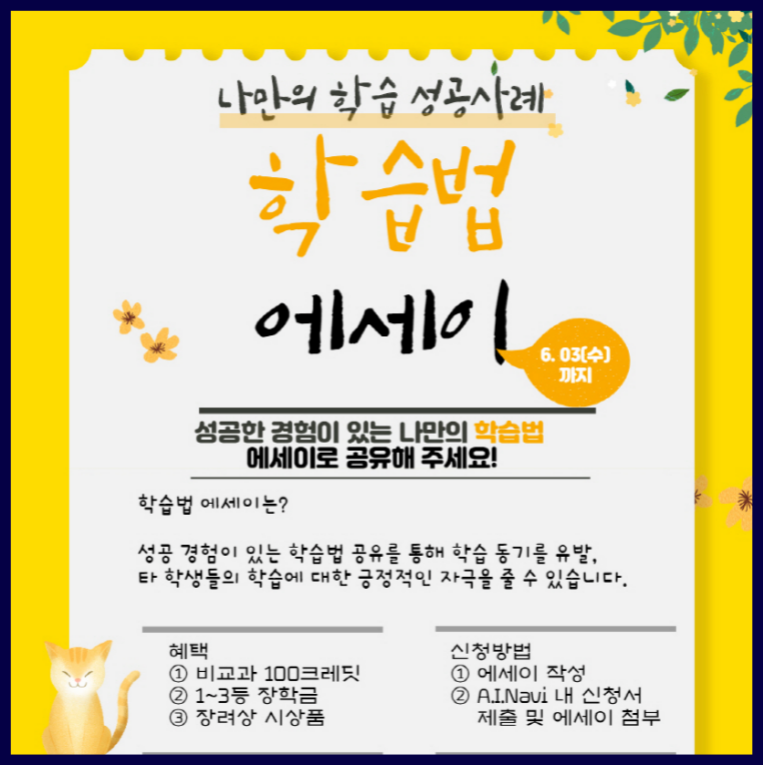 나만의 학습 성공사례
학습법
에세이
6. 03(수)
까지
성공한 경험이 있는 나만의 학습법
에세이로 공유해 주세요!
학습법 에세이는?
성공 경험이 있는 학습법 공유를 통해 학습 동기를 유발,
타 학생들의 학습에 대한 긍정적인 자극을 줄 수 있습니다.
혜택
① 비교과 100크레딧
② 1~3등 장학금
③ 장려상 시상품
신청방법
① 에세이 작성
② A.I.Navi 내 신청서
제출 및 에세이 첨부